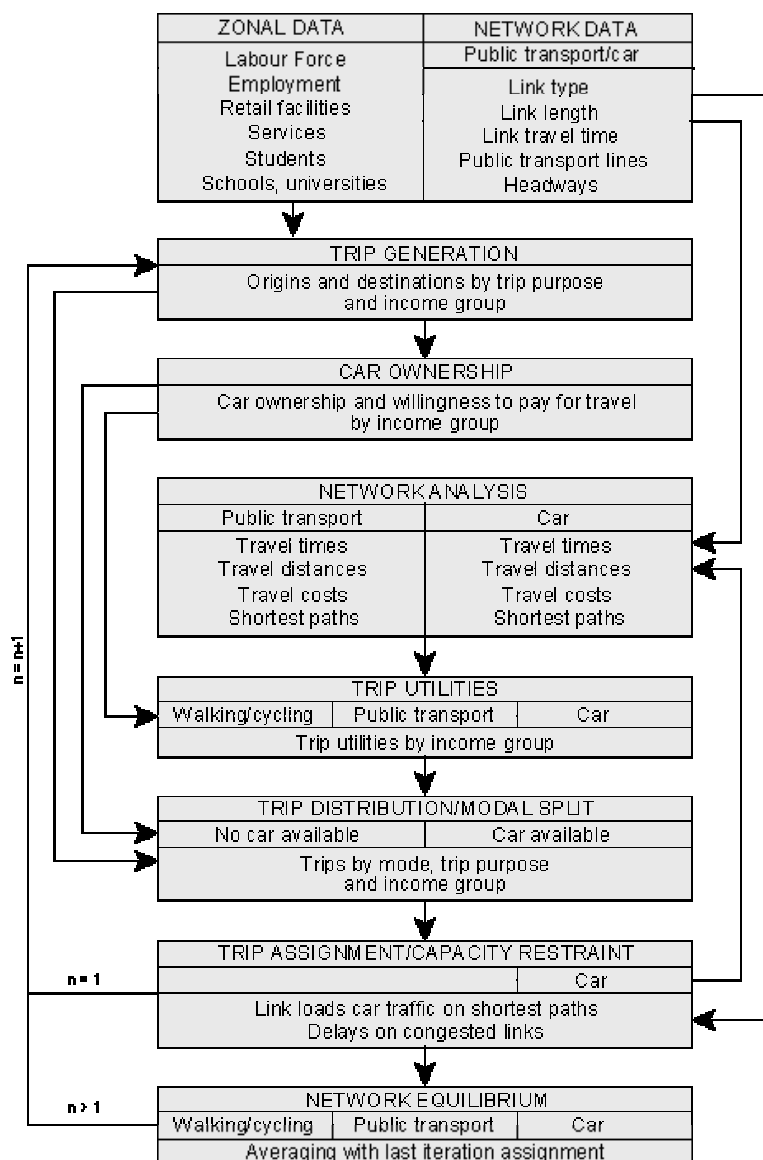 ZONAL DATA
Labour Force
Employment
Retail facilities
Services
Students
Schools, universities
NETWORK DATA
Public transport/car
Link type
Link length
Link travel time
Public transport lines
Headways
TRIP GENERATION
Origins and destinations by trip purpose
and income group
CAR OWNERSHIP
Car ownership and willingness to pay for travel
by income group
NETWORK ANALYSIS
Public transport
Travel times
Travel distances
Travel costs
Shortest paths
Car
Travel times
Travel distances
Travel costs
Shortest paths
n = n+1
TRIP UTILITIES
Walking/cycling
Public transport
Car
Trip utilities by income group
TRIP DISTRIBUTION/MODAL SPLIT
No car available
Car available
Trips by mode, trip purpose
and income group
TRIP ASSIGNMENT/CAPACITY RESTRAINT
n = 1
Car
Link loads car traffic on shortest paths
Delays on congested links
NETWORK EQUILIBRIUM
n > 1
Walking/cycling
Public transport
Car
Averaging with last iteration assignment